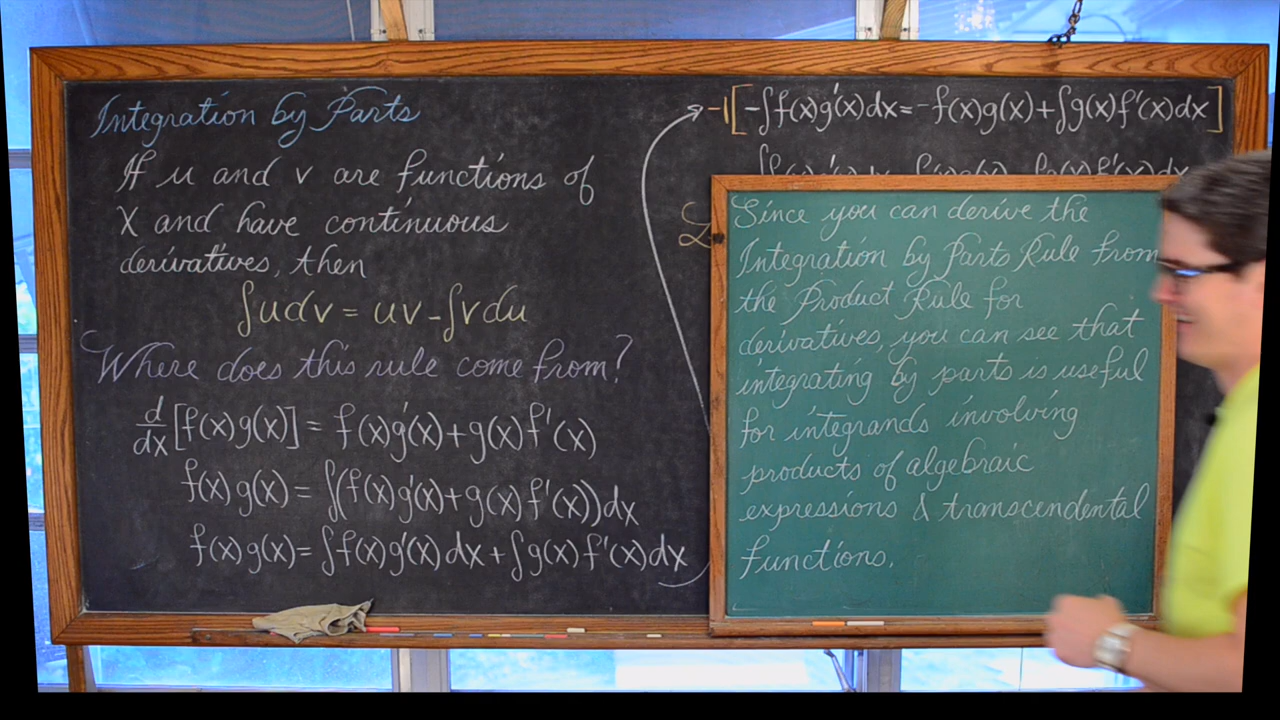 Integration by Parts
If u and v are functions of
x and have continuous
derivatives, then
∫udv = uv - ∫vdu
Where does this rule come from?
d/dx [f(x)g(x)] = f(x)g'(x)+g(x)f'(x)
f(x)g(x) = ∫(f(x)g'(x)+g(x)f'(x))dx
f(x)g(x) = ∫f(x)g'(x)dx + ∫g(x)f'(x)dx
-1[-∫f(x)g'(x)dx = -f(x)g(x)+∫g(x)f'(x)dx]
Since you can derive the
Integration by Parts Rule from
the Product Rule for
derivatives, you can see that
integrating by parts is useful
for integrands involving
products of algebraic
expressions & transcendental
functions.